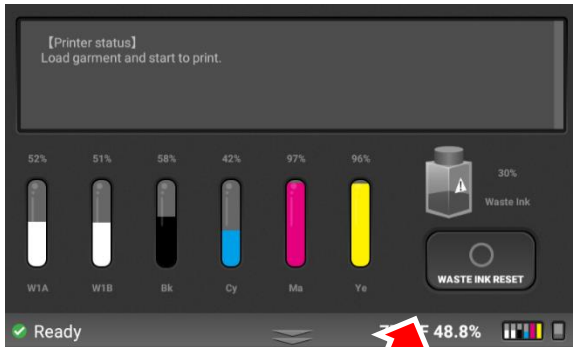 【Printer status】
Load garment and start to print.
52% 51% 58% 42% 97% 96%
30%
Waste Ink
W1A W1B Bk Cy Ma Ye
WASTE INK RESET
Ready
48.8%